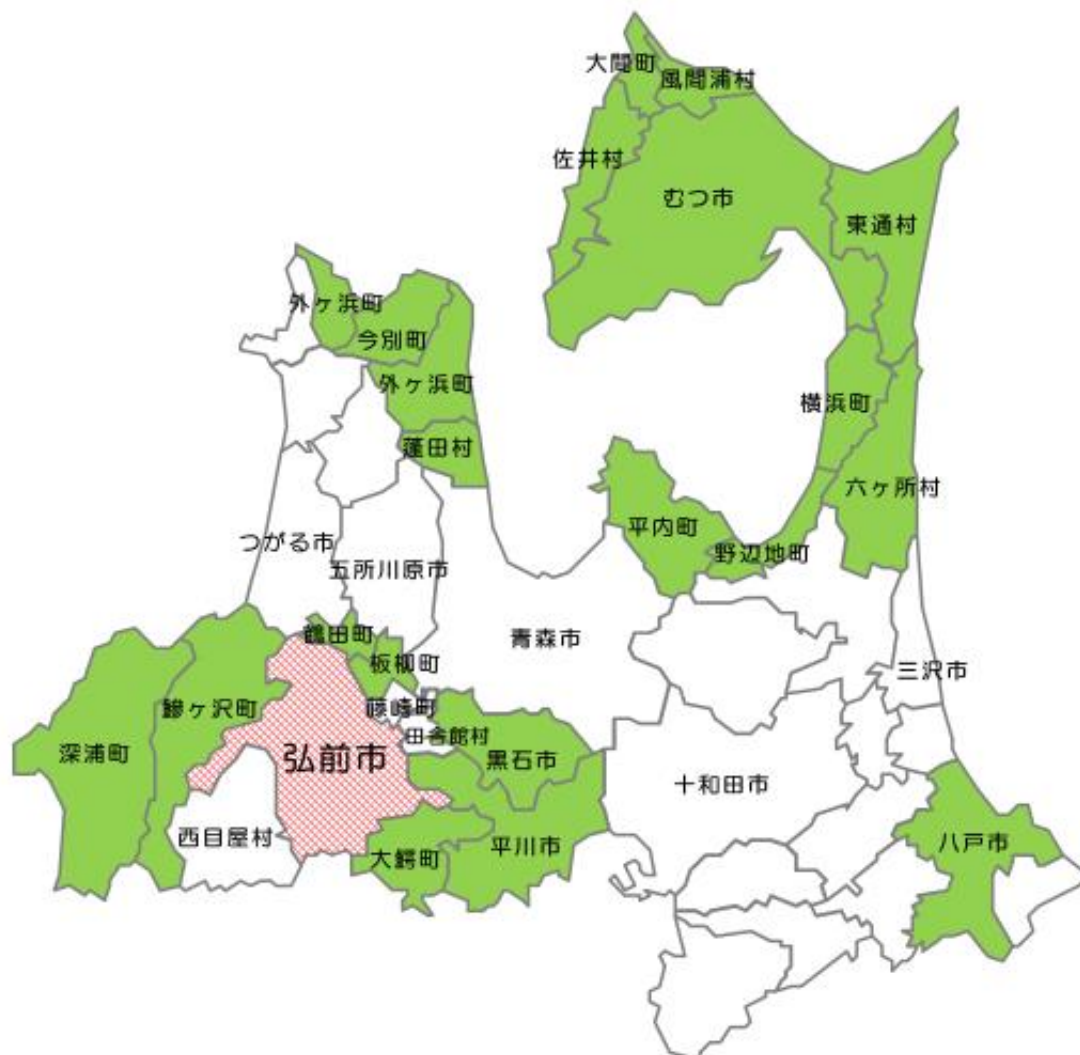 大間町
風間浦村
佐井村
むつ市
東通村
外ヶ浜町
今別町
外ヶ浜町
横浜町
蓬田村
六ヶ所村
平内町
つがる市
野辺地町
五所川原市
鶴田町
青森市
板柳町
三沢市
鰺ヶ沢町
藤崎町
田舎館村
深浦町
弘前市
黒石市
十和田市
西目屋村
平川市
八戸市
大鰐町